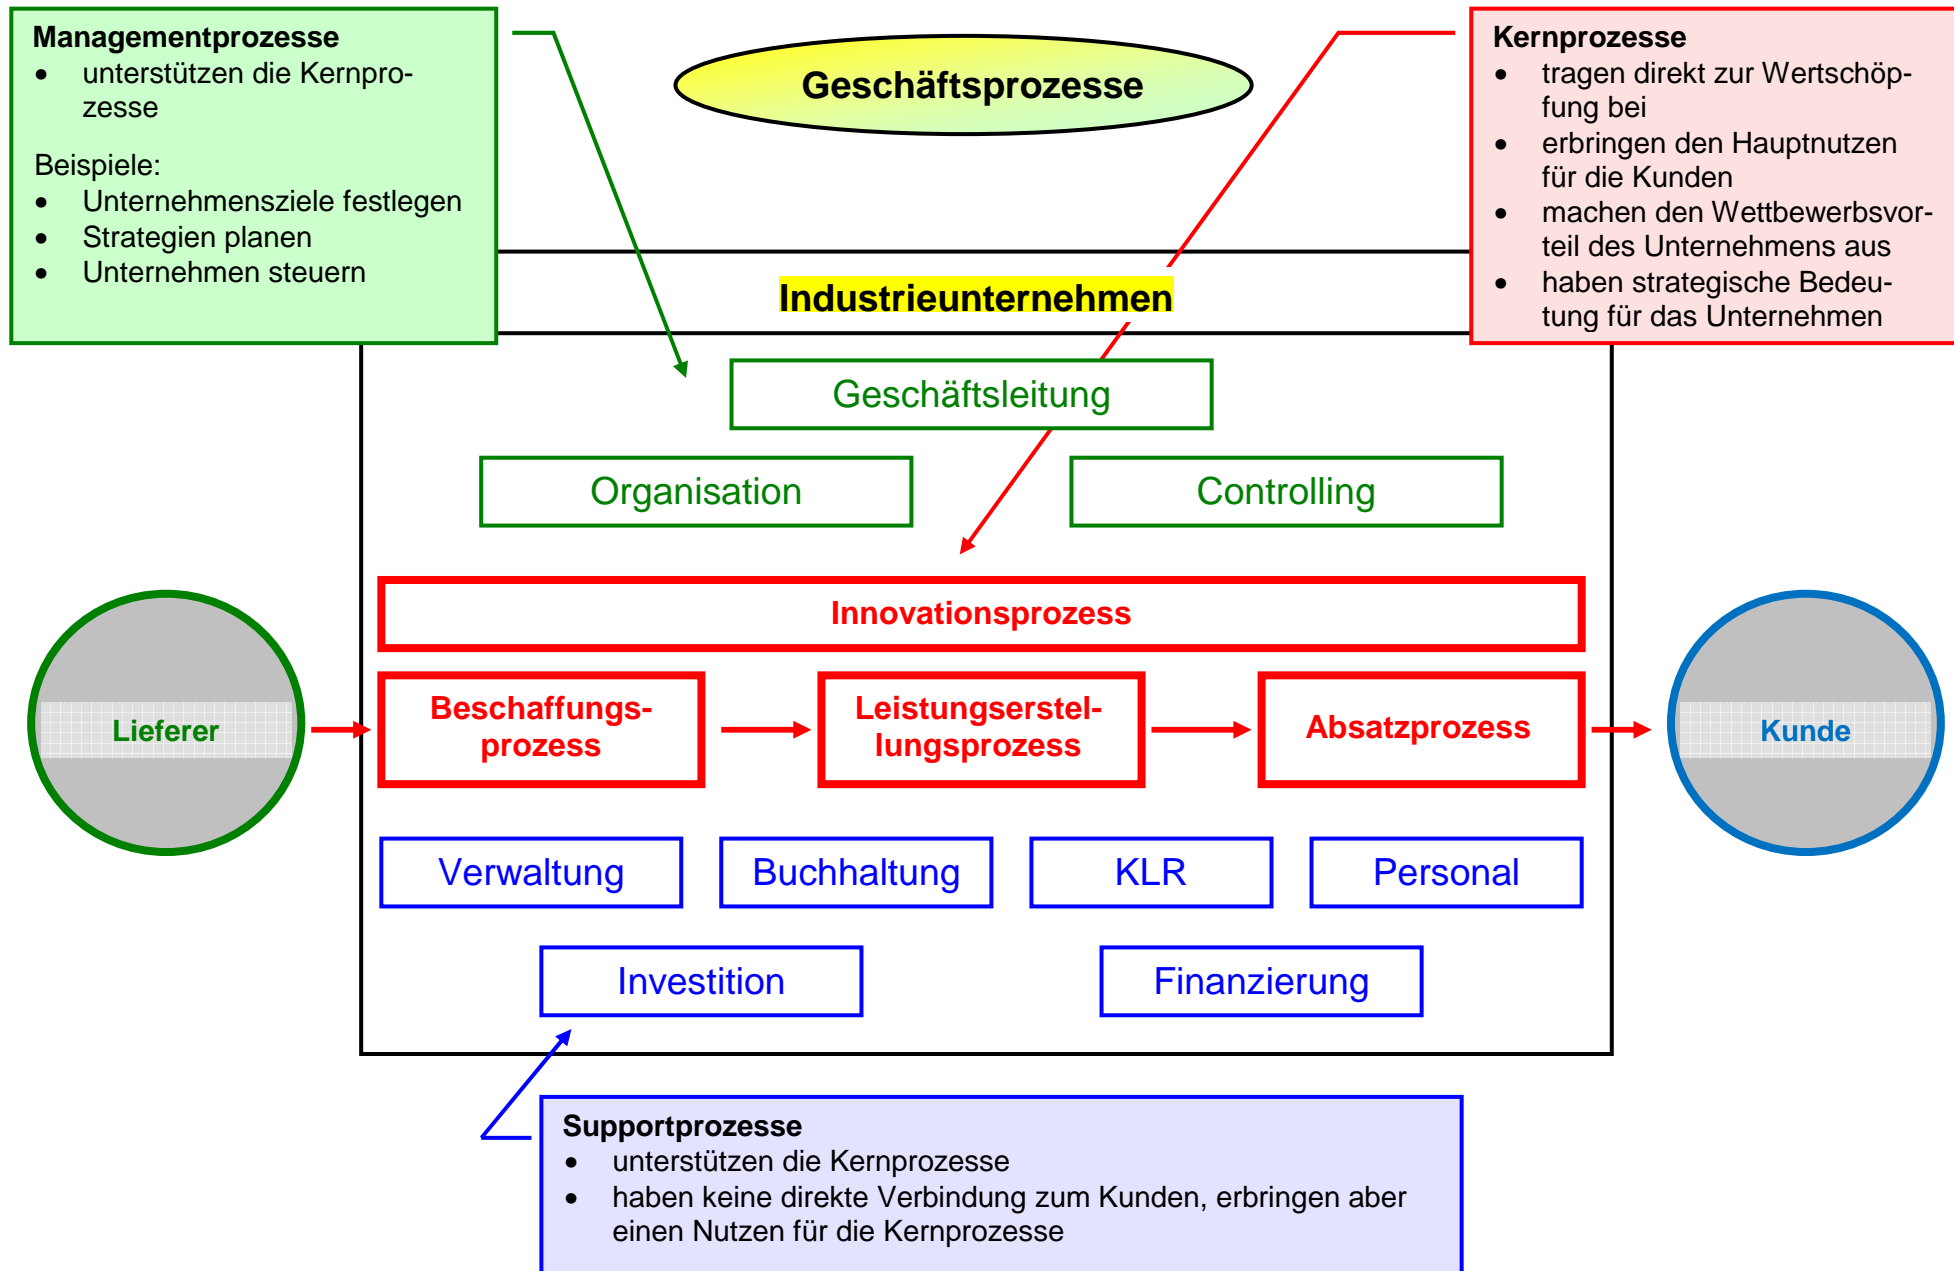 Managementprozesse
• unterstützen die Kernpro-
zesse
Beispiele:
• Unternehmensziele festlegen
• Strategien planen
• Unternehmen steuern
Geschäftsprozesse
Kernprozesse
• tragen direkt zur Wertschöp-
fung bei
• erbringen den Hauptnutzen
für die Kunden
• machen den Wettbewerbsvor-
teil des Unternehmens aus
• haben strategische Bedeu-
tung für das Unternehmen
Industrieunternehmen
Geschäftsleitung
Organisation
Controlling
Innovationsprozess
Lieferer
Beschaffungs-
prozess
Leistungserstel-
lungsprozess
Absatzprozess
Kunde
Verwaltung
Buchhaltung
KLR
Personal
Investition
Finanzierung
Supportprozesse
• unterstützen die Kernprozesse
• haben keine direkte Verbindung zum Kunden, erbringen aber
einen Nutzen für die Kernprozesse